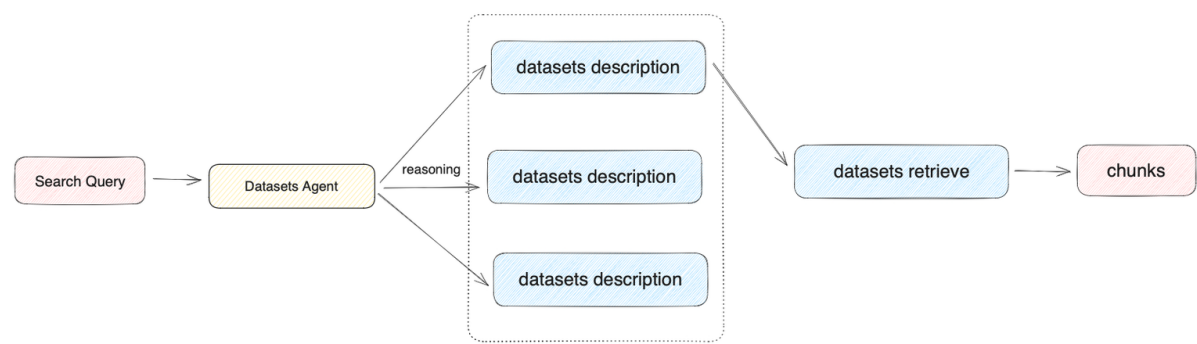 Search Query
Datasets Agent
reasoning
datasets description
datasets description
datasets description
datasets retrieve
chunks